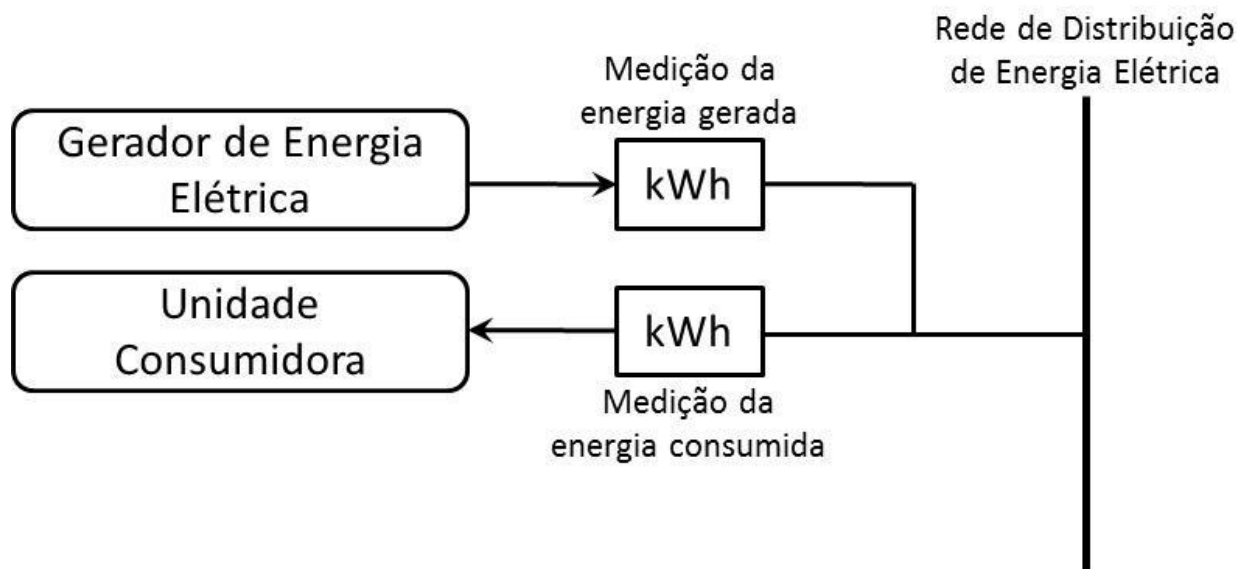 Rede de Distribuição
de Energia Elétrica
Medição da
energia gerada
Gerador de Energia
Elétrica
kWh
Unidade
Consumidora
kWh
Medição da
energia consumida